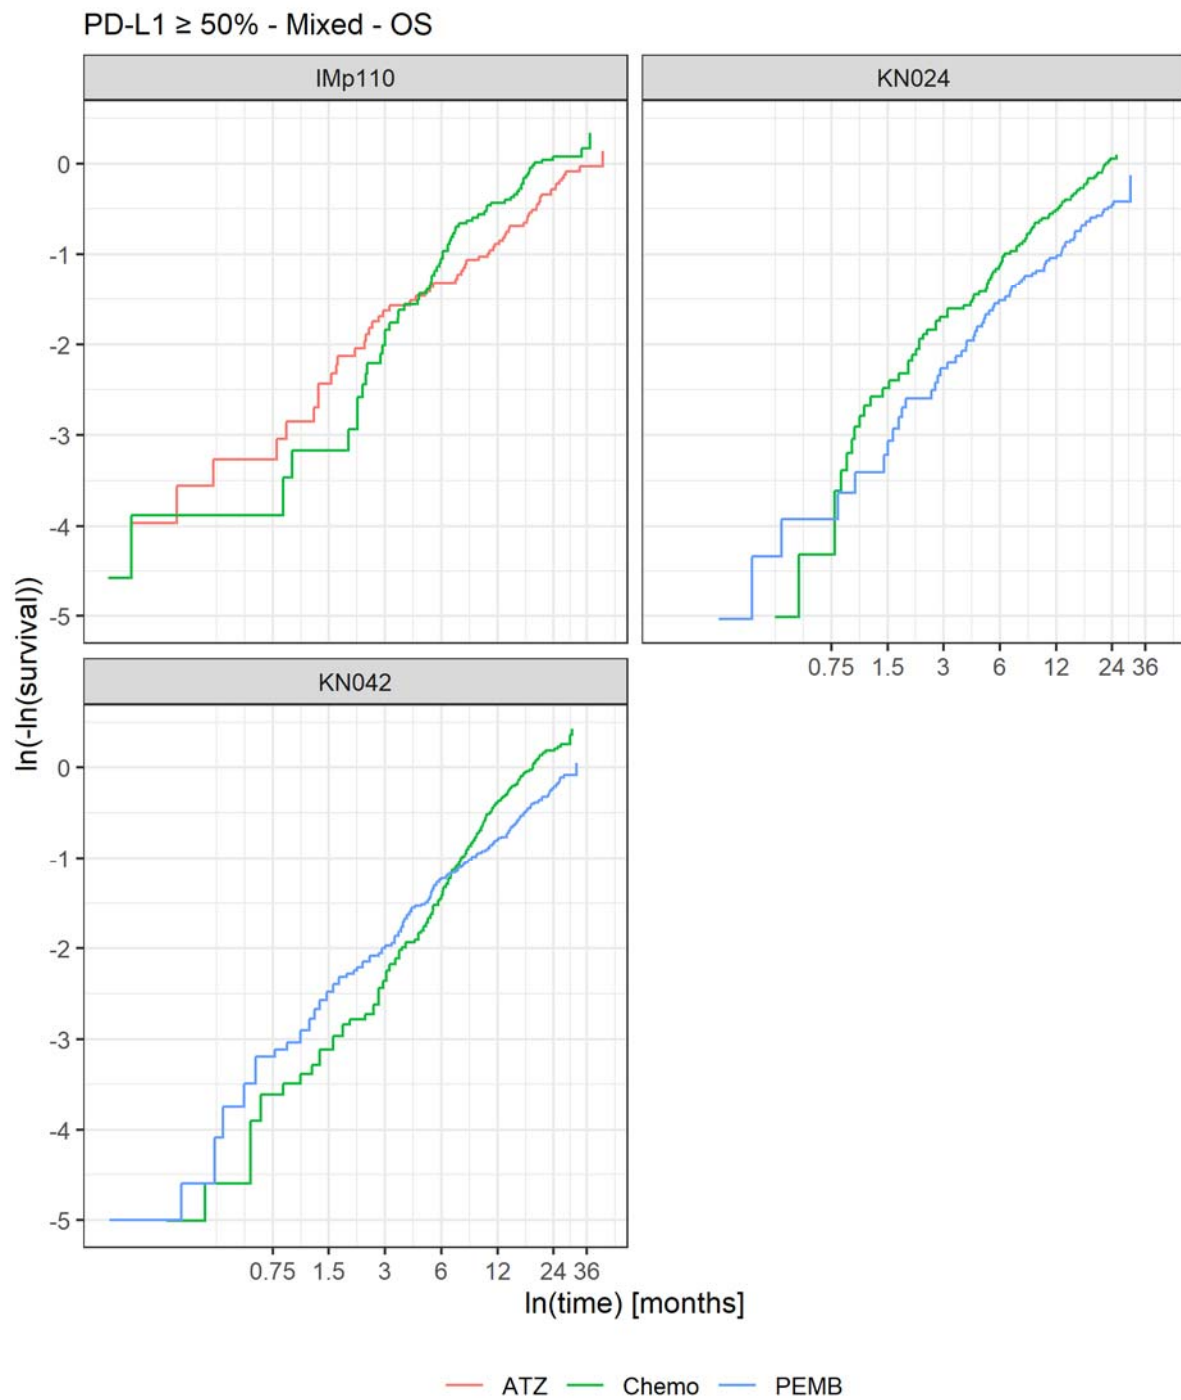 PD-L1 ≥ 50% - Mixed - OS
IMp110
KN024
0
-1
-2
-3
-4
-5
0.75 1.5 3 6 12 24 36
KN042
0
-1
-2
-3
-4
-5
0.75 1.5 3 6 12 24 36
ln(-ln(survival))
ln(time) [months]
ATZ Chemo PEMB